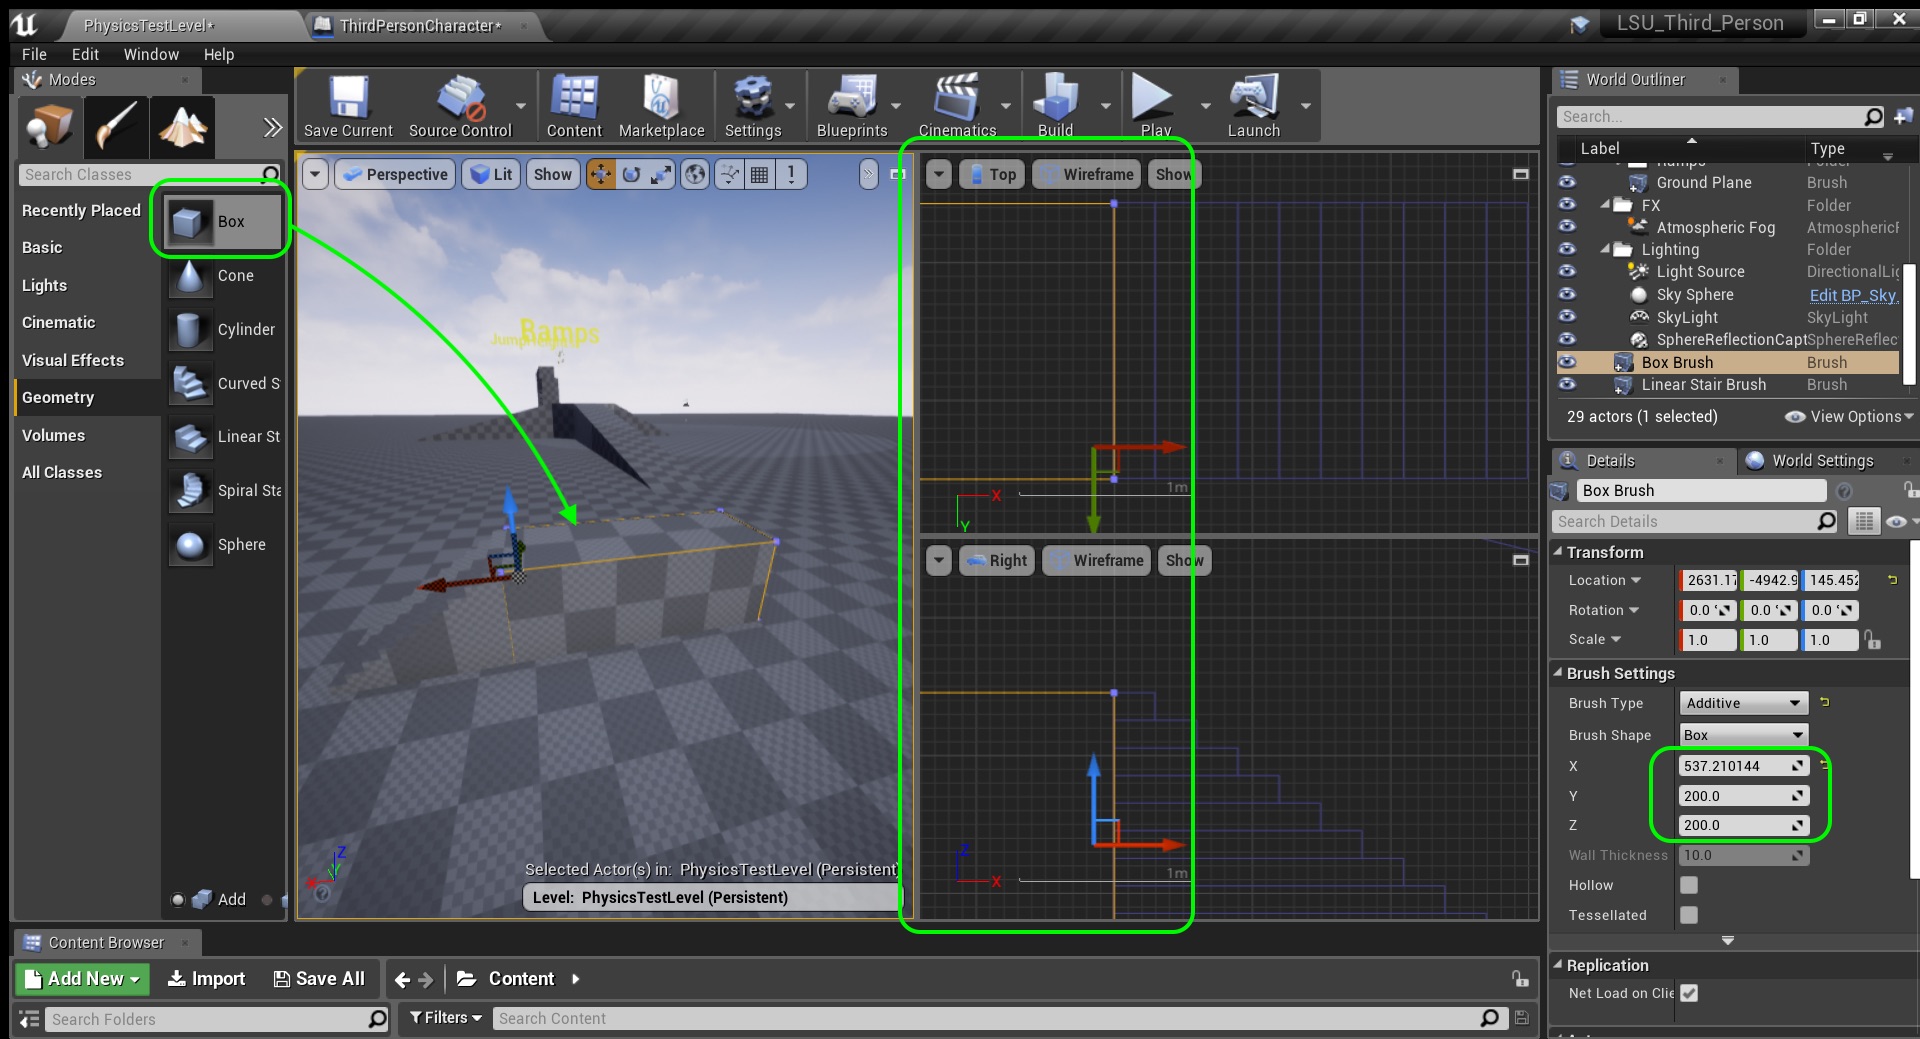 PhysicsTestLevel*
ThirdPersonCharacter*
LSU_Third_Person
File Edit Window Help
Modes
Save Current
Source Control
Content
Marketplace
Settings
Blueprints
Cinematics
Build
Play
Launch
Search Classes
Recently Placed
Basic
Lights
Cinematic
Visual Effects
Geometry
Volumes
All Classes
Box
Cone
Cylinder
Curved S
Linear St
Spiral Sta
Sphere
Add
Perspective
Lit
Show
1
Ramps
Z
Y
Selected Actor(s) in: PhysicsTestLevel (Persistent)
Level: PhysicsTestLevel (Persistent)
Top
Wireframe
Show
X
Y
1m
Right
Wireframe
Show
Z
X
1m
World Outliner
Search...
Label Type
Ramps Folder
Ground Plane Brush
FX Folder
Atmospheric Fog AtmosphericF
Lighting Folder
Light Source DirectionalLig
Sky Sphere Edit BP_Sky
SkyLight SkyLight
SphereReflectionCapt SphereReflec
Box Brush Brush
Linear Stair Brush Brush
29 actors (1 selected)
View Options
Details
World Settings
Box Brush
Search Details
Transform
Location 2631.17 -4942.9 145.452
Rotation 0.0 ° 0.0 ° 0.0 °
Scale 1.0 1.0 1.0
Brush Settings
Brush Type Additive
Brush Shape Box
X 537.210144
Y 200.0
Z 200.0
Wall Thickness 10.0
Hollow
Tessellated
Replication
Net Load on Clie
Content Browser
Add New
Import
Save All
Content
Search Folders
Filters
Search Content